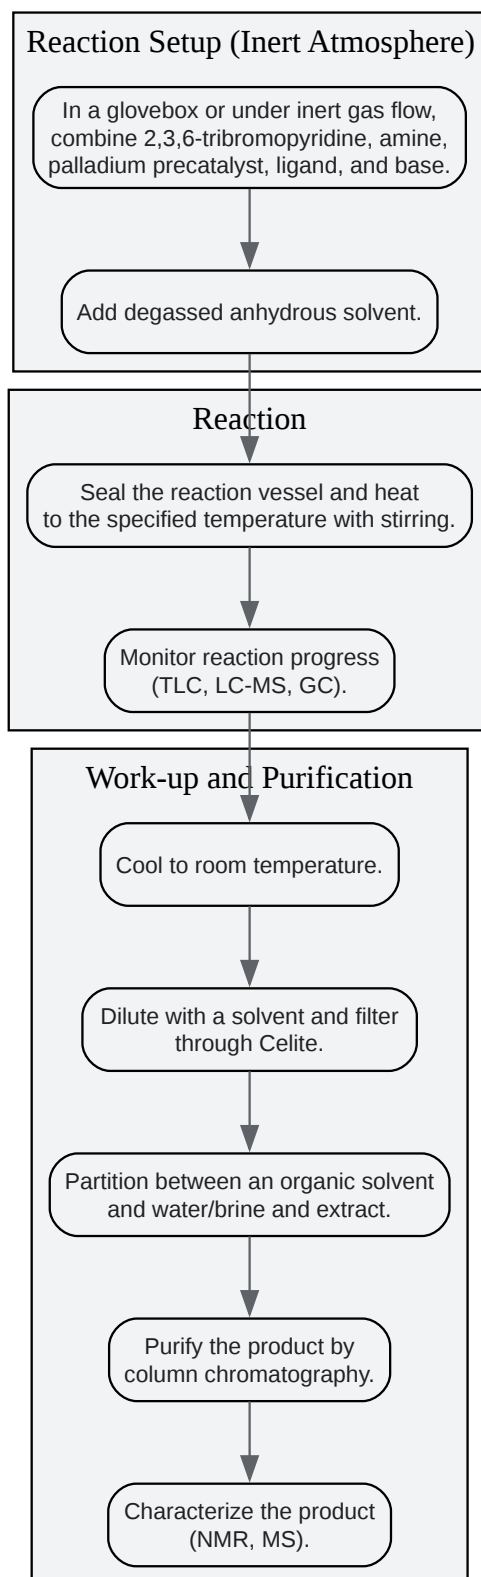 Reaction Setup (Inert Atmosphere)
In a glovebox or under inert gas flow,
combine 2,3,6-tribromopyridine, amine,
palladium precatalyst, ligand, and base.
Add degassed anhydrous solvent.
Reaction
Seal the reaction vessel and heat
to the specified temperature with stirring.
Monitor reaction progress
(TLC, LC-MS, GC).
Work-up and Purification
Cool to room temperature.
Dilute with a solvent and filter
through Celite.
Partition between an organic solvent
and water/brine and extract.
Purify the product by
column chromatography.
Characterize the product
(NMR, MS).